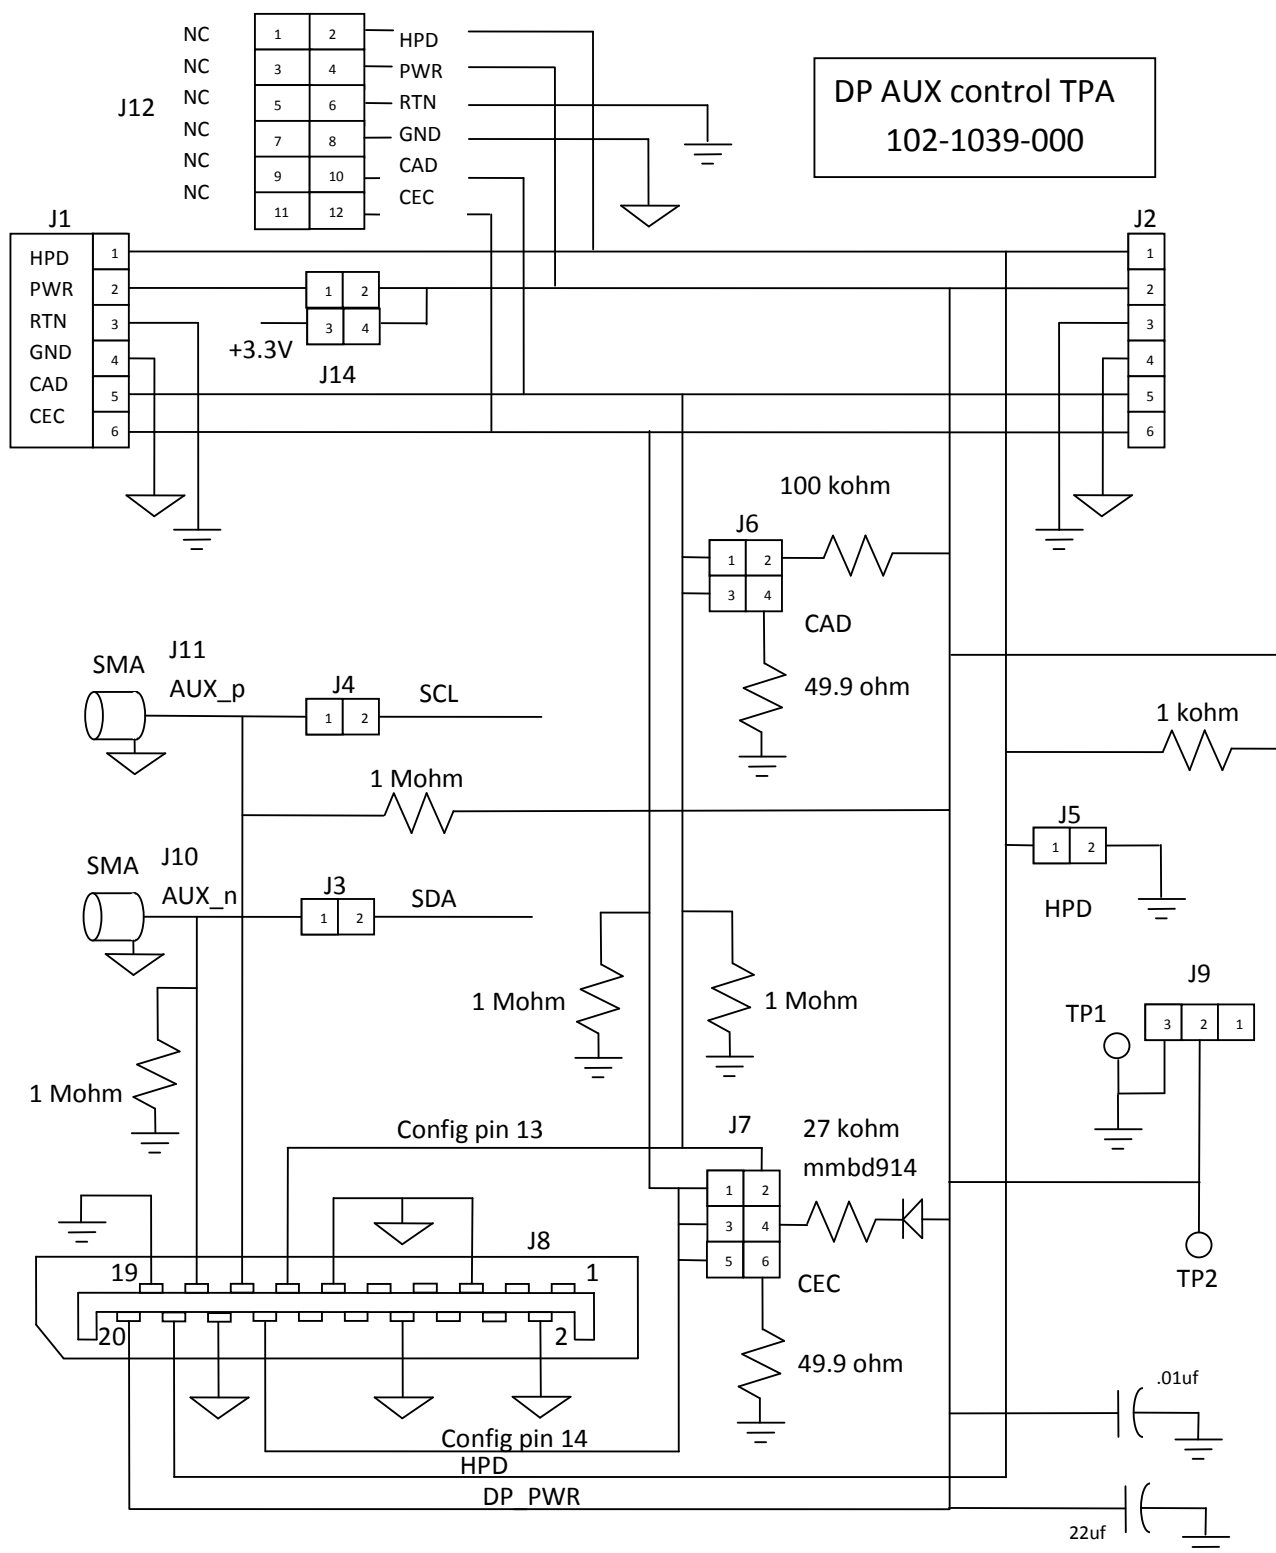 NC 1 2 HPD
NC 3 4 PWR
J12 NC 5 6 RTN
NC 7 8 GND
NC 9 10 CAD
NC 11 12 CEC
DP AUX control TPA
102-1039-000
J1
HPD 1
PWR 2
RTN 3
GND 4
CAD 5
CEC 6
1 2
3 4
+3.3V
J14
J2
1
2
3
4
5
6
100 kohm
J6
1 2
3 4
CAD
49.9 ohm
SMA
J11
AUX_p
J4
1 2
SCL
1 kohm
1 Mohm
J5
1 2
HPD
SMA
J10
AUX_n
J3
1 2
SDA
1 Mohm
1 Mohm
J9
3 2 1
TP1
1 Mohm
Config pin 13
J7
27 kohm
mmbd914
1 2
3 4
5 6
CEC
TP2
J8
19 1
20 2
49.9 ohm
.01uf
Config pin 14
HPD
DP_PWR
22uf